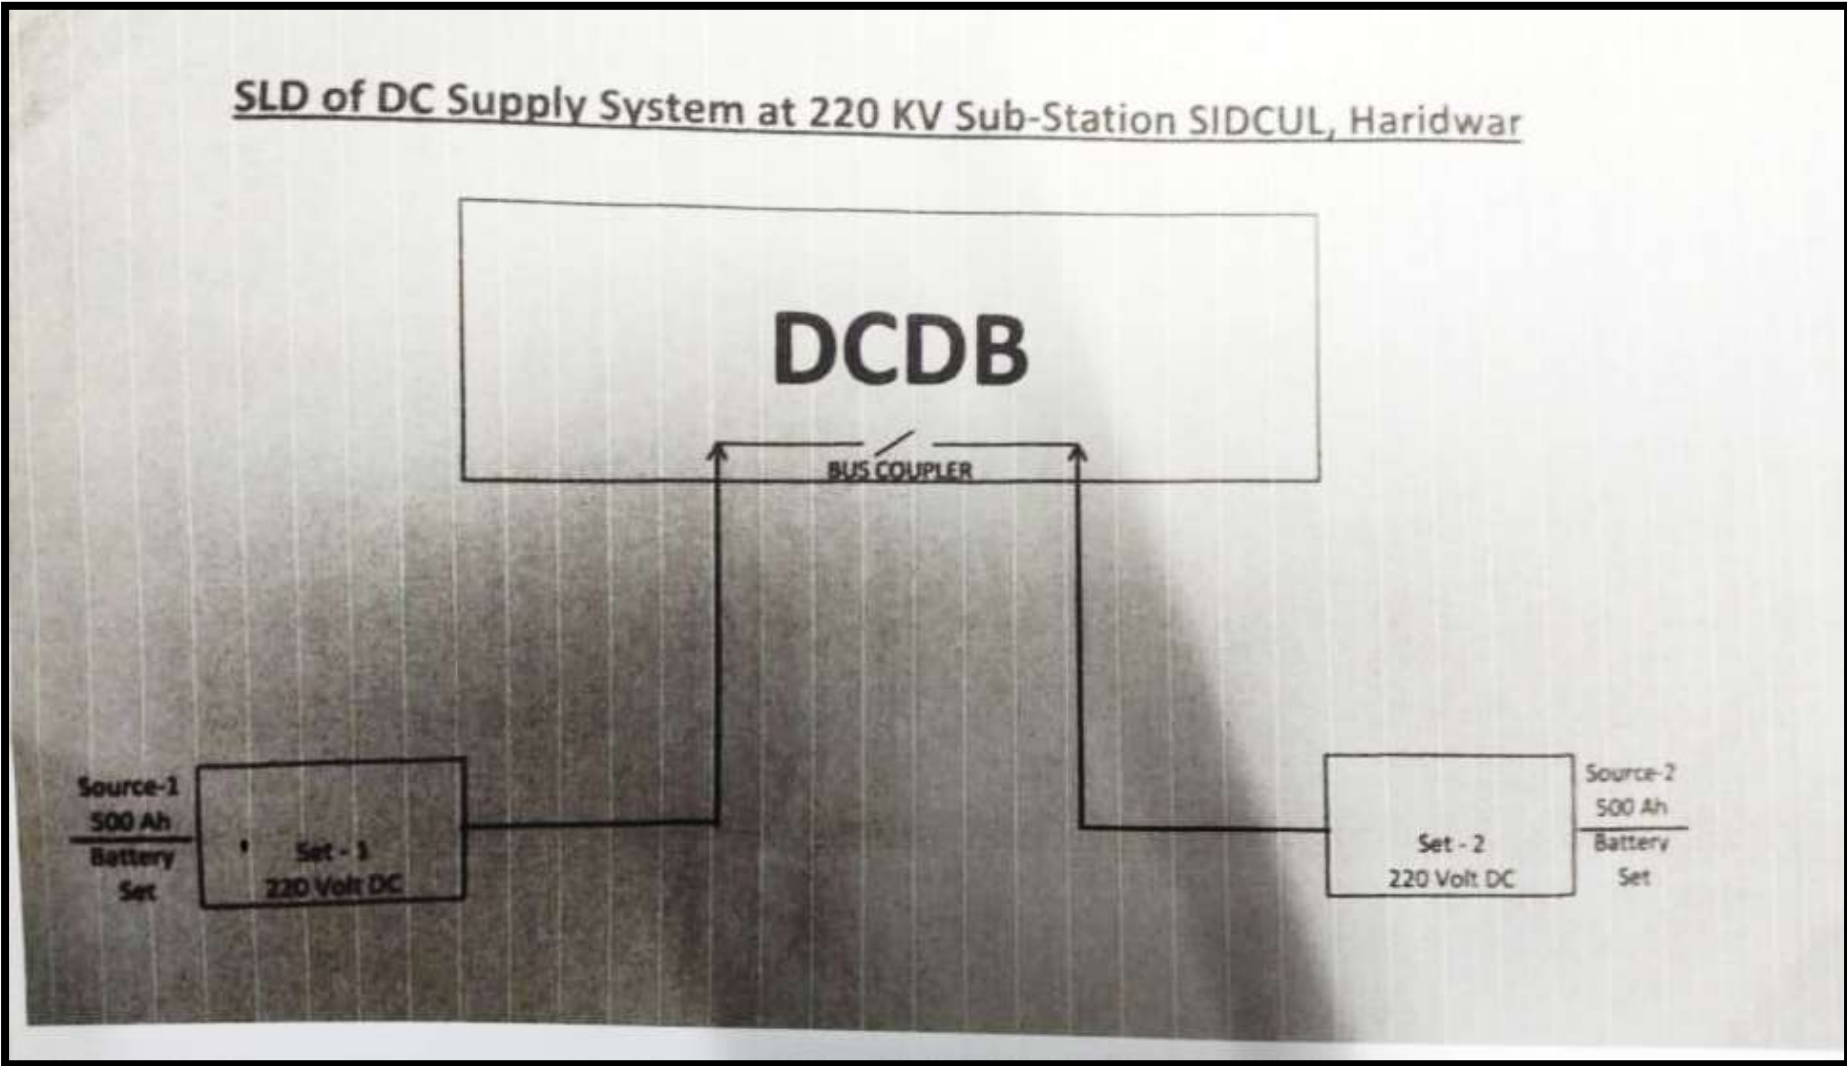 SLD of DC Supply System at 220 KV Sub-Station SIDCUL, Haridwar
DCDB
BUS COUPLER
Source-1
500 Ah
Battery
Set
Set - 1
220 Volt DC
Set - 2
220 Volt DC
Source-2
500 Ah
Battery
Set